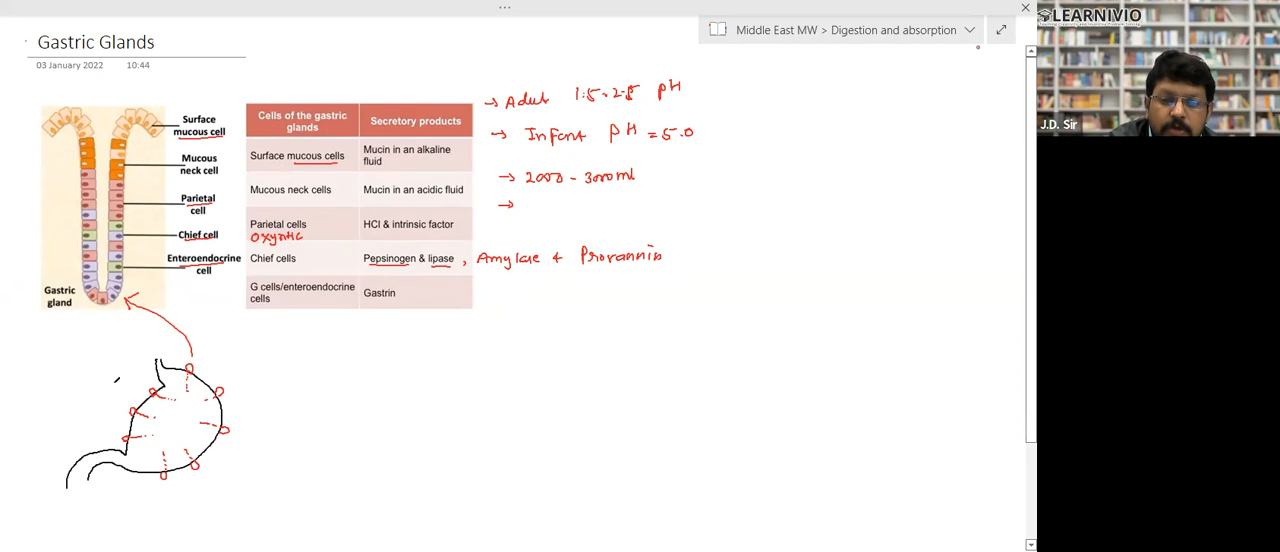 Middle East MW > Digestion and absorption
LEARNIVIO
Gastric Glands
03 January 2022 10:44
Surface
mucous cell
Mucous
neck cell
Parietal
cell
Chief cell
Enteroendocrine
cell
Gastric
gland
Cells of the gastric
glands
Secretory products
Surface mucous cells
Mucin in an alkaline
fluid
Mucous neck cells
Mucin in an acidic fluid
Parietal cells
Oxyntic
HCl & intrinsic factor
Chief cells
Pepsinogen & lipase , Amylase & Prorannin
G cells/enteroendocrine
cells
Gastrin
→ Adult 1.5 - 2.5 pH
→ Infant pH = 5.0
→ 2000 - 3000 ml
→
J.D. Sir